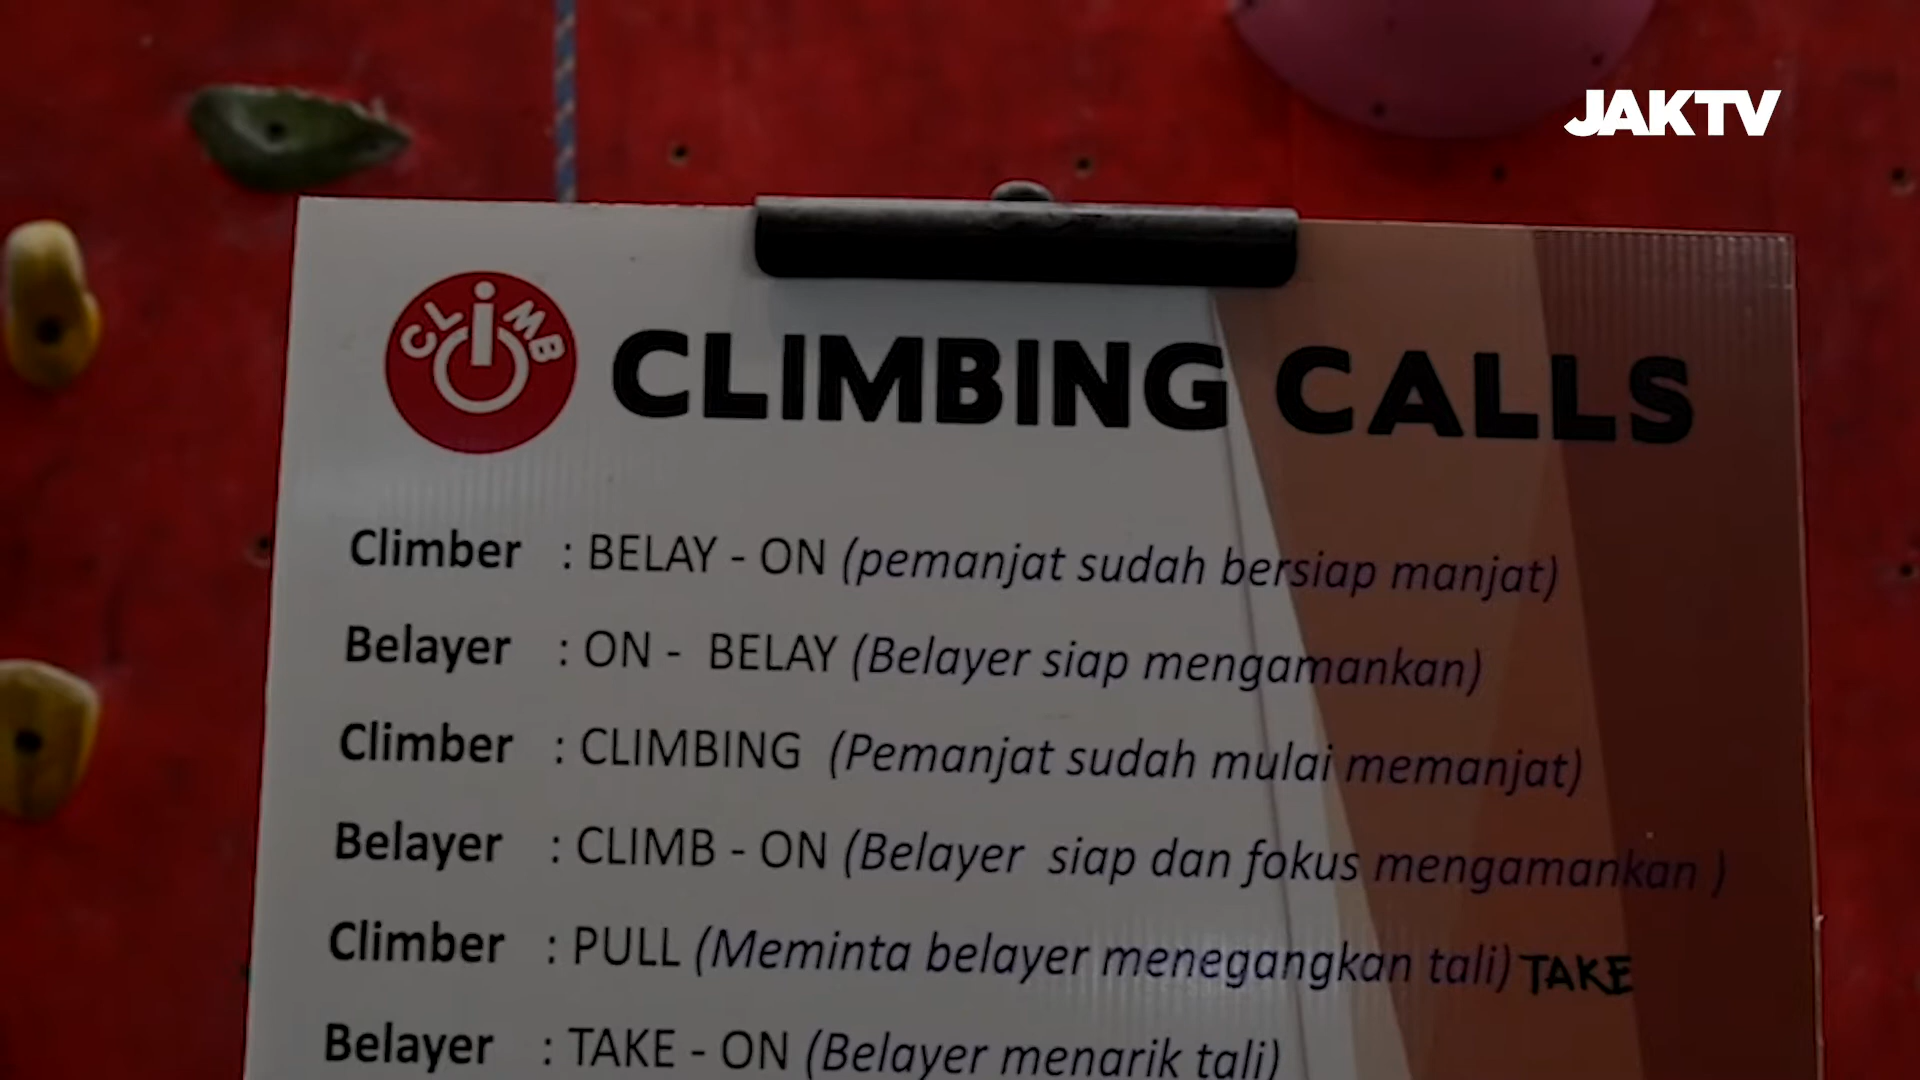 JAKTV
CLIMB
CLIMBING CALLS
Climber : BELAY - ON (pemanjat sudah bersiap manjat)
Belayer : ON - BELAY (Belayer siap mengamankan)
Climber : CLIMBING (Pemanjat sudah mulai memanjat)
Belayer : CLIMB - ON (Belayer siap dan fokus mengamankan )
Climber : PULL (Meminta belayer menegangkan tali) TAKE
Belayer : TAKE - ON (Belayer menarik tali)